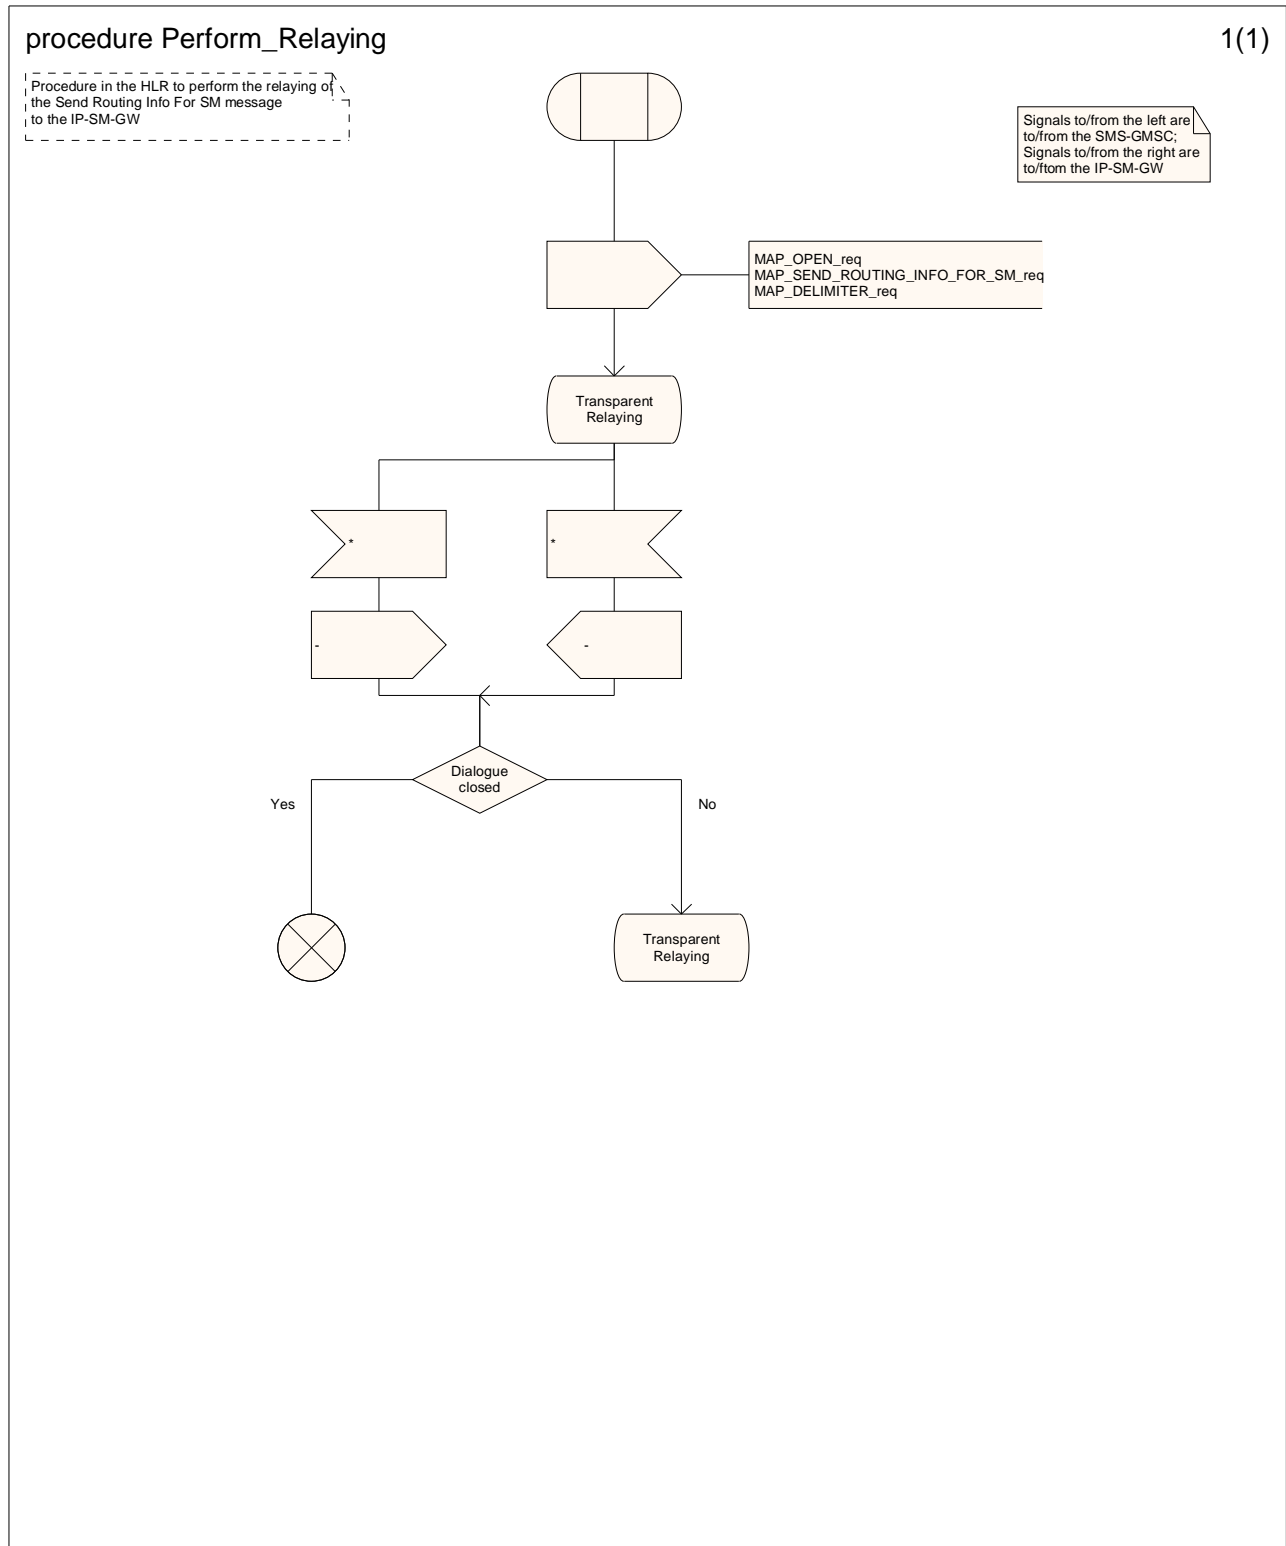 procedure Perform_Relaying
1(1)
Procedure in the HLR to perform the relaying of
the Send Routing Info For SM message
to the IP-SM-GW
Signals to/from the left are
to/from the SMS-GMSC;
Signals to/from the right are
to/ftom the IP-SM-GW
MAP_OPEN_req
MAP_SEND_ROUTING_INFO_FOR_SM_req
MAP_DELIMITER_req
Transparent
Relaying
*
*
-
-
Dialogue
closed
Yes
No
Transparent
Relaying